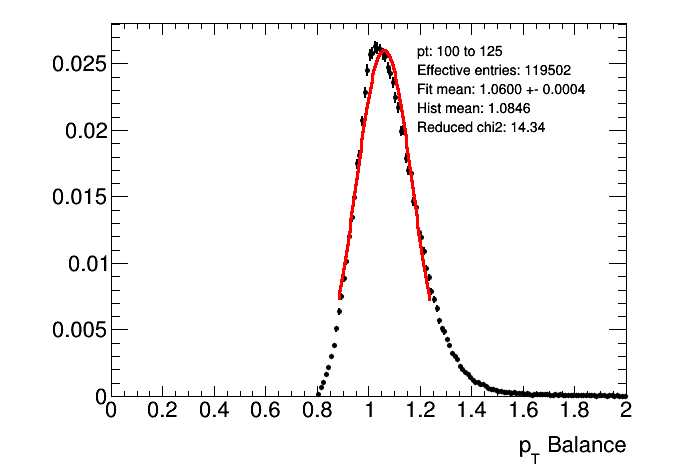 pt: 100 to 125
Effective entries: 119502
Fit mean: 1.0600 +- 0.0004
Hist mean: 1.0846
Reduced chi2: 14.34
0.025
0.02
0.015
0.01
0.005
0
0 0.2 0.4 0.6 0.8 1 1.2 1.4 1.6 1.8 2
pT Balance